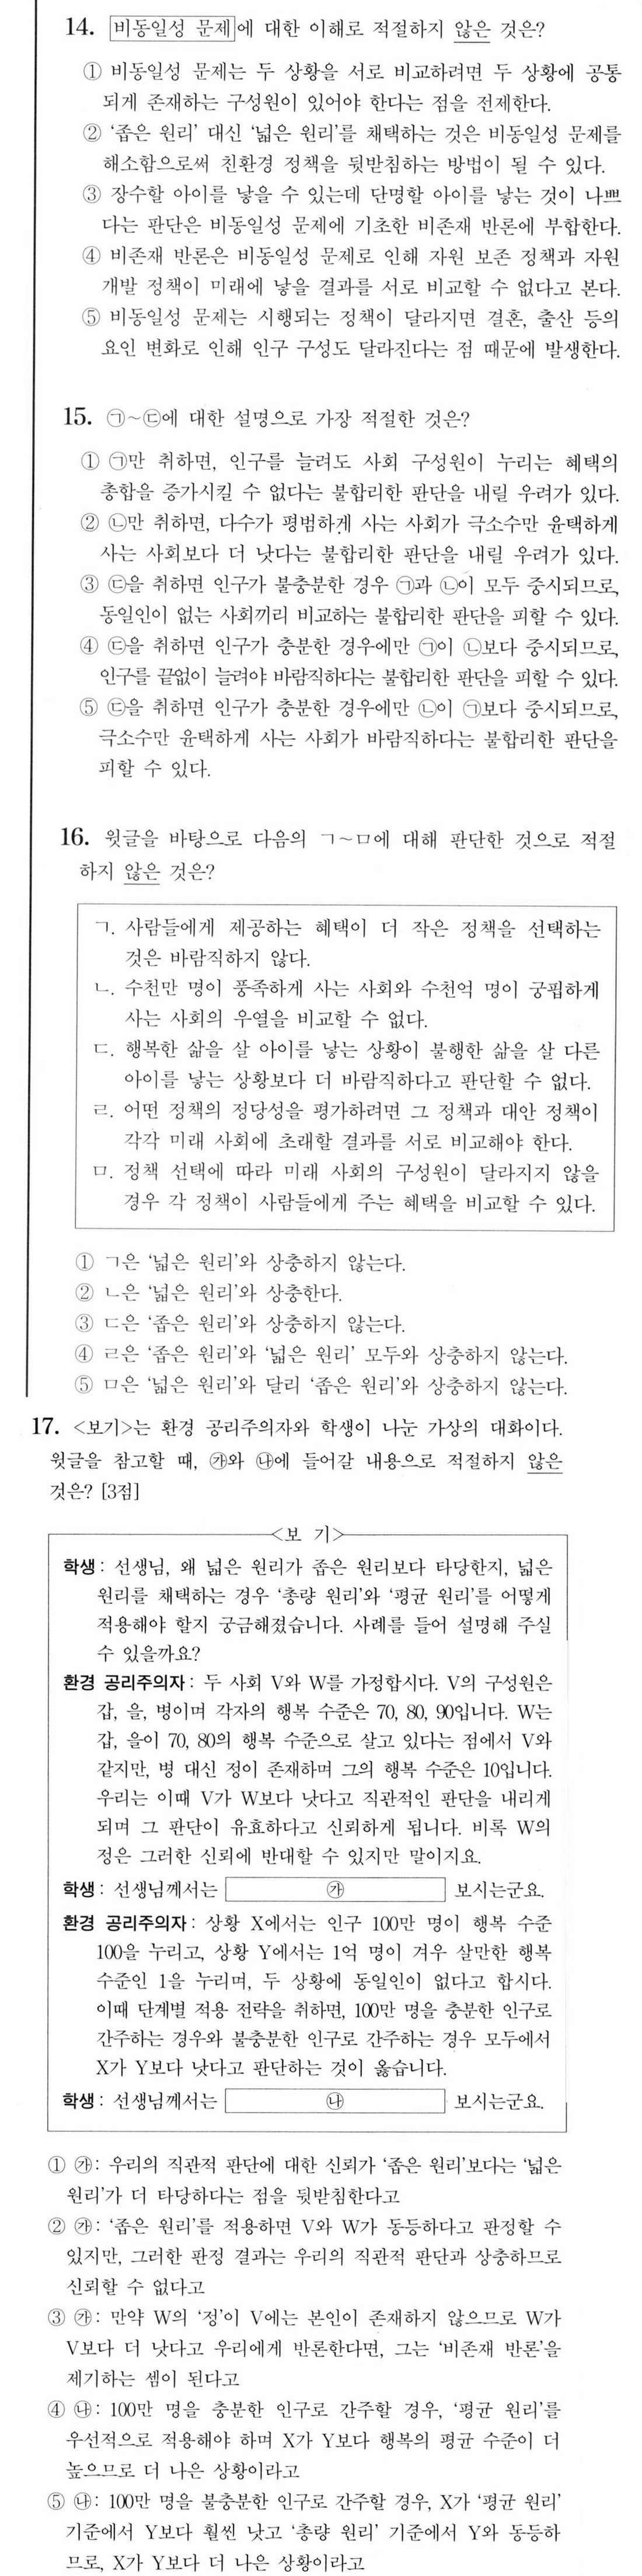 14. 비동일성 문제에 대한 이해로 적절하지 않은 것은?
① 비동일성 문제는 두 상황을 서로 비교하려면 두 상황에 공통
되게 존재하는 구성원이 있어야 한다는 점을 전제한다.
② ‘좁은 원리’ 대신 ‘넓은 원리’를 채택하는 것은 비동일성 문제를
해소함으로써 친환경 정책을 뒷받침하는 방법이 될 수 있다.
③ 장수할 아이를 낳을 수 있는데 단명할 아이를 낳는 것이 나쁘
다는 판단은 비동일성 문제에 기초한 비존재 반론에 부합한다.
④ 비존재 반론은 비동일성 문제로 인해 자원 보존 정책과 자원
개발 정책이 미래에 낳을 결과를 서로 비교할 수 없다고 본다.
⑤ 비동일성 문제는 시행되는 정책이 달라지면 결혼, 출산 등의
요인 변화로 인해 인구 구성도 달라진다는 점 때문에 발생한다.
15. ㉠~㉢에 대한 설명으로 가장 적절한 것은?
① ㉠만 취하면, 인구를 늘려도 사회 구성원이 누리는 혜택의
총합을 증가시킬 수 없다는 불합리한 판단을 내릴 우려가 있다.
② ㉡만 취하면, 다수가 평범하게 사는 사회가 극소수만 윤택하게
사는 사회보다 더 낫다는 불합리한 판단을 내릴 우려가 있다.
③ ㉢을 취하면 인구가 불충분한 경우 ㉠과 ㉡이 모두 중시되므로,
동일인이 없는 사회끼리 비교하는 불합리한 판단을 피할 수 있다.
④ ㉢을 취하면 인구가 충분한 경우에만 ㉠이 ㉡보다 중시되므로,
인구를 끝없이 늘려야 바람직하다는 불합리한 판단을 피할 수 있다.
⑤ ㉢을 취하면 인구가 충분한 경우에만 ㉡이 ㉠보다 중시되므로,
극소수만 윤택하게 사는 사회가 바람직하다는 불합리한 판단을
피할 수 있다.
16. 윗글을 바탕으로 다음의 ㄱ~ㅁ에 대해 판단한 것으로 적절
하지 않은 것은?
ㄱ. 사람들에게 제공하는 혜택이 더 작은 정책을 선택하는
것은 바람직하지 않다.
ㄴ. 수천만 명이 풍족하게 사는 사회와 수천억 명이 궁핍하게
사는 사회의 우열을 비교할 수 없다.
ㄷ. 행복한 삶을 살 아이를 낳는 상황이 불행한 삶을 살 다른
아이를 낳는 상황보다 더 바람직하다고 판단할 수 없다.
ㄹ. 어떤 정책의 정당성을 평가하려면 그 정책과 대안 정책이
각각 미래 사회에 초래할 결과를 서로 비교해야 한다.
ㅁ. 정책 선택에 따라 미래 사회의 구성원이 달라지지 않을
경우 각 정책이 사람들에게 주는 혜택을 비교할 수 있다.
① ㄱ은 ‘넓은 원리’와 상충하지 않는다.
② ㄴ은 ‘넓은 원리’와 상충한다.
③ ㄷ은 ‘좁은 원리’와 상충하지 않는다.
④ ㄹ은 ‘좁은 원리’와 ‘넓은 원리’ 모두와 상충하지 않는다.
⑤ ㅁ은 ‘넓은 원리’와 달리 ‘좁은 원리’와 상충하지 않는다.
17. <보기>는 환경 공리주의자와 학생이 나눈 가상의 대화이다.
윗글을 참고할 때, ㉮와 ㉯에 들어갈 내용으로 적절하지 않은
것은? [3점]
<보 기>
학생 : 선생님, 왜 넓은 원리가 좁은 원리보다 타당한지, 넓은
원리를 채택하는 경우 ‘총량 원리’와 ‘평균 원리’를 어떻게
적용해야 할지 궁금해졌습니다. 사례를 들어 설명해 주실
수 있을까요?
환경 공리주의자 : 두 사회 V와 W를 가정합시다. V의 구성원은
갑, 을, 병이며 각자의 행복 수준은 70, 80, 90입니다. W는
갑, 을이 70, 80의 행복 수준으로 살고 있다는 점에서 V와
같지만, 병 대신 정이 존재하며 그의 행복 수준은 10입니다.
우리는 이때 V가 W보다 낫다고 직관적인 판단을 내리게
되며 그 판단이 유효하다고 신뢰하게 됩니다. 비록 W의
정은 그러한 신뢰에 반대할 수 있지만 말이지요.
학생 : 선생님께서는 ㉮ 보시는군요.
환경 공리주의자 : 상황 X에서는 인구 100만 명이 행복 수준
100을 누리고, 상황 Y에서는 1억 명이 겨우 살만한 행복
수준인 1을 누리며, 두 상황에 동일인이 없다고 합시다.
이때 단계별 적용 전략을 취하면, 100만 명을 충분한 인구로
간주하는 경우와 불충분한 인구로 간주하는 경우 모두에서
X가 Y보다 낫다고 판단하는 것이 옳습니다.
학생 : 선생님께서는 ㉯ 보시는군요.
① ㉮: 우리의 직관적 판단에 대한 신뢰가 ‘좁은 원리’보다는 ‘넓은
원리’가 더 타당하다는 점을 뒷받침한다고
② ㉮: ‘좁은 원리’를 적용하면 V와 W가 동등하다고 판정할 수
있지만, 그러한 판정 결과는 우리의 직관적 판단과 상충하므로
신뢰할 수 없다고
③ ㉮: 만약 W의 ‘정’이 V에는 본인이 존재하지 않으므로 W가
V보다 더 낫다고 우리에게 반론한다면, 그는 ‘비존재 반론’을
제기하는 셈이 된다고
④ ㉯: 100만 명을 충분한 인구로 간주할 경우, ‘평균 원리’를
우선적으로 적용해야 하며 X가 Y보다 행복의 평균 수준이 더
높으므로 더 나은 상황이라고
⑤ ㉯: 100만 명을 불충분한 인구로 간주할 경우, X가 ‘평균 원리’
기준에서 Y보다 훨씬 낫고 ‘총량 원리’ 기준에서 Y와 동등하
므로, X가 Y보다 더 나은 상황이라고